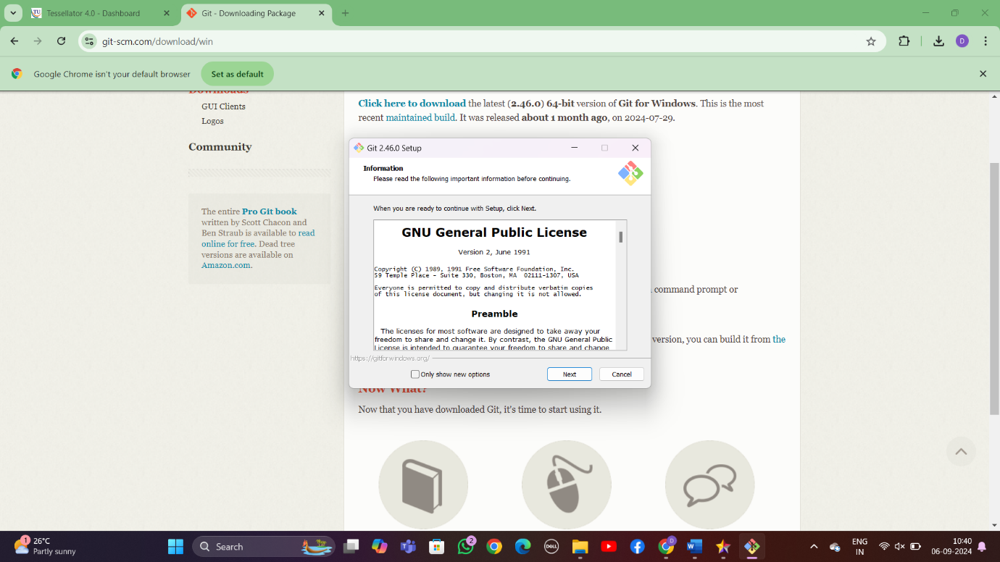 TU
Tessellator 4.0 - Dashboard
Git - Downloading Package
git-scm.com/download/win
D
Google Chrome isn't your default browser
Set as default
Downloads
GUI Clients
Logos
Community
The entire Pro Git book
written by Scott Chacon and
Ben Straub is available to read
online for free. Dead tree
versions are available on
Amazon.com.
Click here to download the latest (2.46.0) 64-bit version of Git for Windows. This is the most
recent maintained build. It was released about 1 month ago, on 2024-07-29.
Git 2.46.0 Setup
Information
Please read the following important information before continuing.
When you are ready to continue with Setup, click Next.
GNU General Public License
Version 2, June 1991
Copyright (C) 1989, 1991 Free Software Foundation, Inc.
59 Temple Place - Suite 330, Boston, MA 02111-1307, USA
Everyone is permitted to copy and distribute verbatim copies
of this license document, but changing it is not allowed.
Preamble
The licenses for most software are designed to take away your
freedom to share and change it. By contrast, the GNU General Public
License is intended to guarantee your freedom to share and change
https://gitforwindows.org/
Only show new options
Next
Cancel
command prompt or
version, you can build it from the
Now What?
Now that you have downloaded Git, it's time to start using it.
1
26°C
Partly sunny
Search
2
DELL
D
W
ENG
IN
10:40
06-09-2024